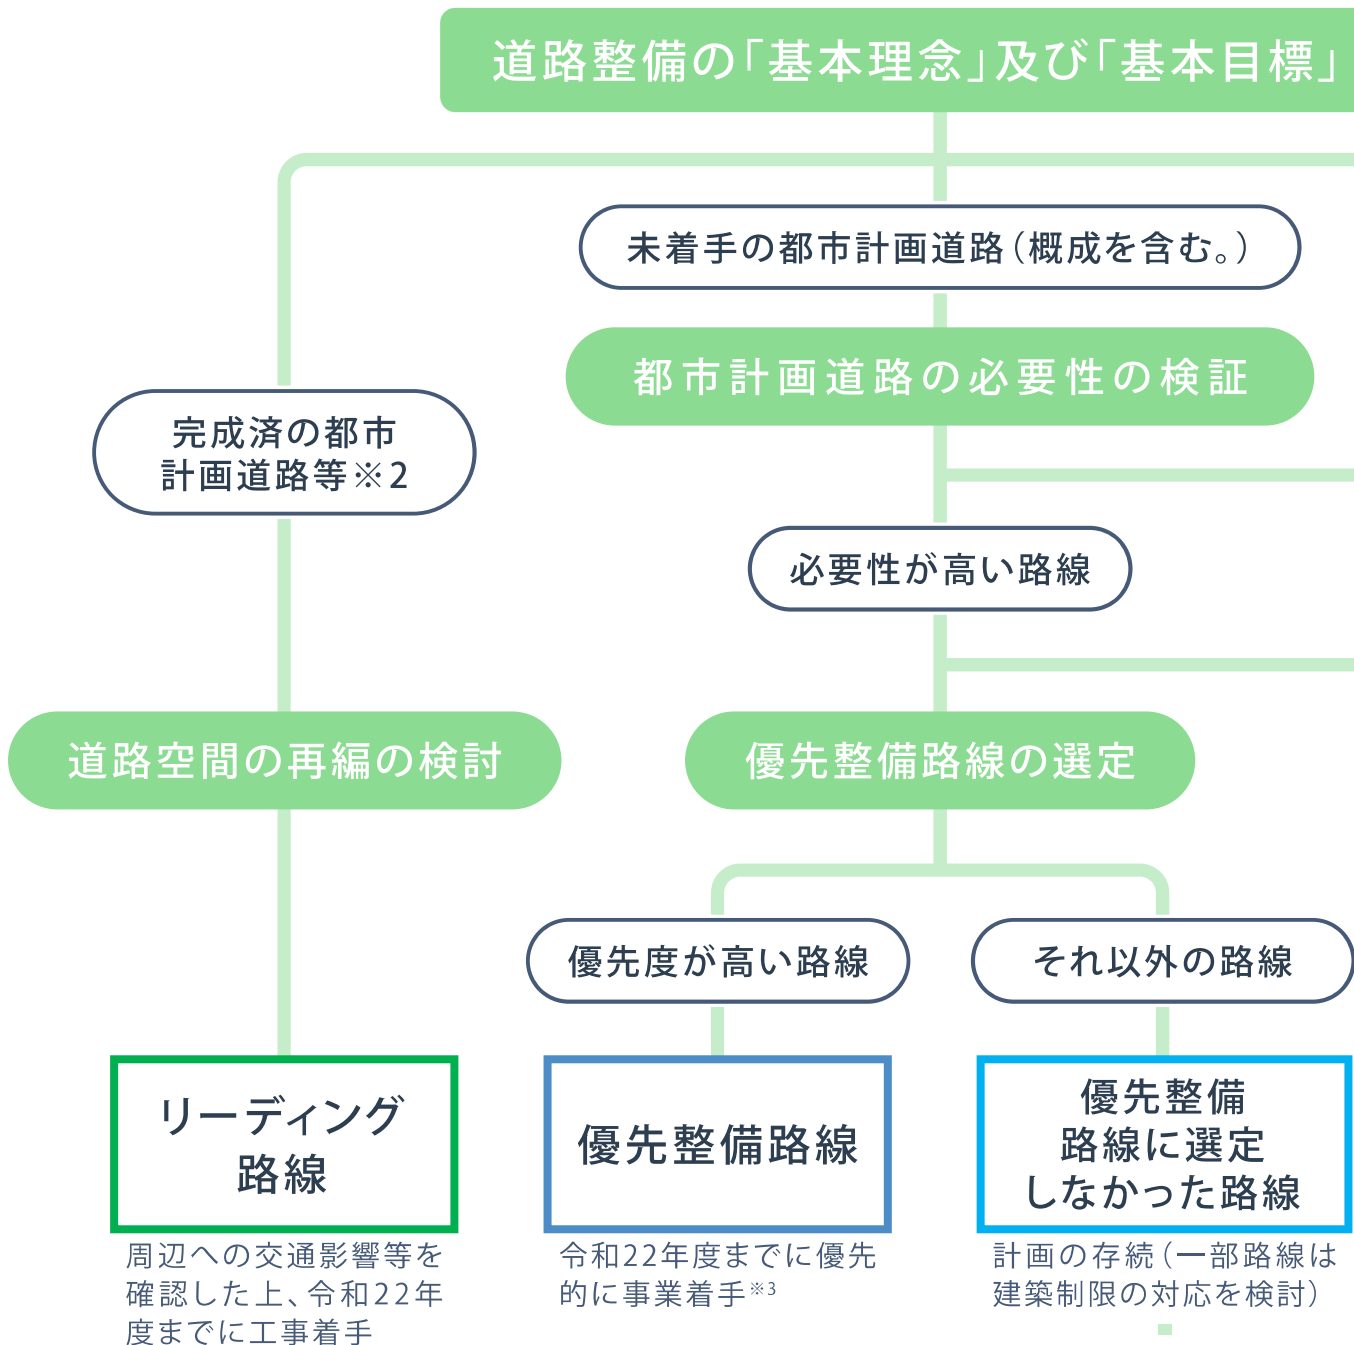 道路整備の「基本理念」及び「基本目標」
未着手の都市計画道路（概成を含む。）
都市計画道路の必要性の検証
完成済の都市
計画道路等※2
必要性が高い路線
道路空間の再編の検討
優先整備路線の選定
優先度が高い路線
それ以外の路線
リーディング
路線
優先整備路線
優先整備
路線に選定
しなかった路線
周辺への交通影響等を
確認した上、令和22年
度までに工事着手
令和22年度までに優先
的に事業着手※3
計画の存続（一部路線は
建築制限の対応を検討）